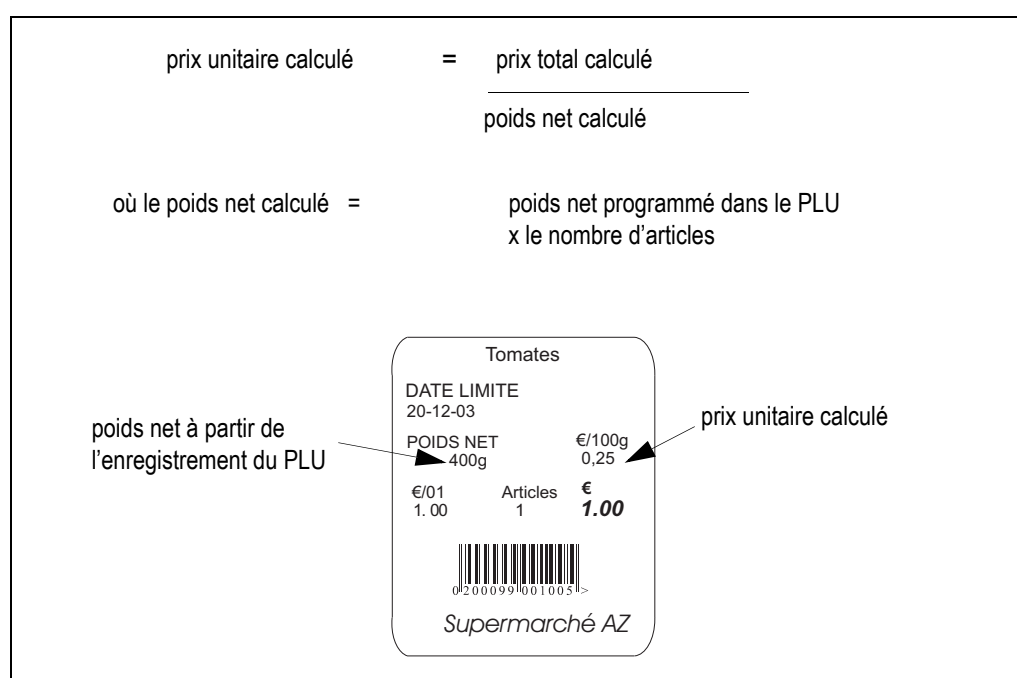 prix unitaire calculé = prix total calculé
poids net calculé
où le poids net calculé = poids net programmé dans le PLU
x le nombre d'articles
Tomates
DATE LIMITE
20-12-03
poids net à partir de
l'enregistrement du PLU
POIDS NET €/100g
400g 0,25
prix unitaire calculé
€/01 Articles €
1. 00 1 1.00
0200099 001005 >
Supermarché AZ